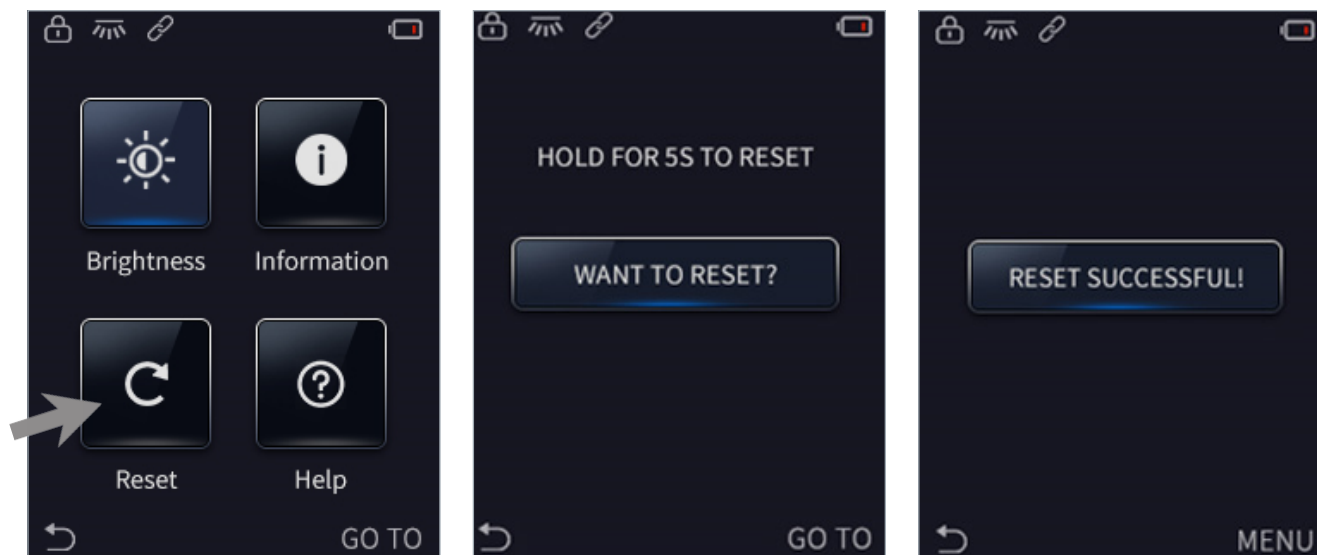 Brightness
Information
Reset
Help
GO TO
HOLD FOR 5S TO RESET
WANT TO RESET?
GO TO
RESET SUCCESSFUL!
MENU